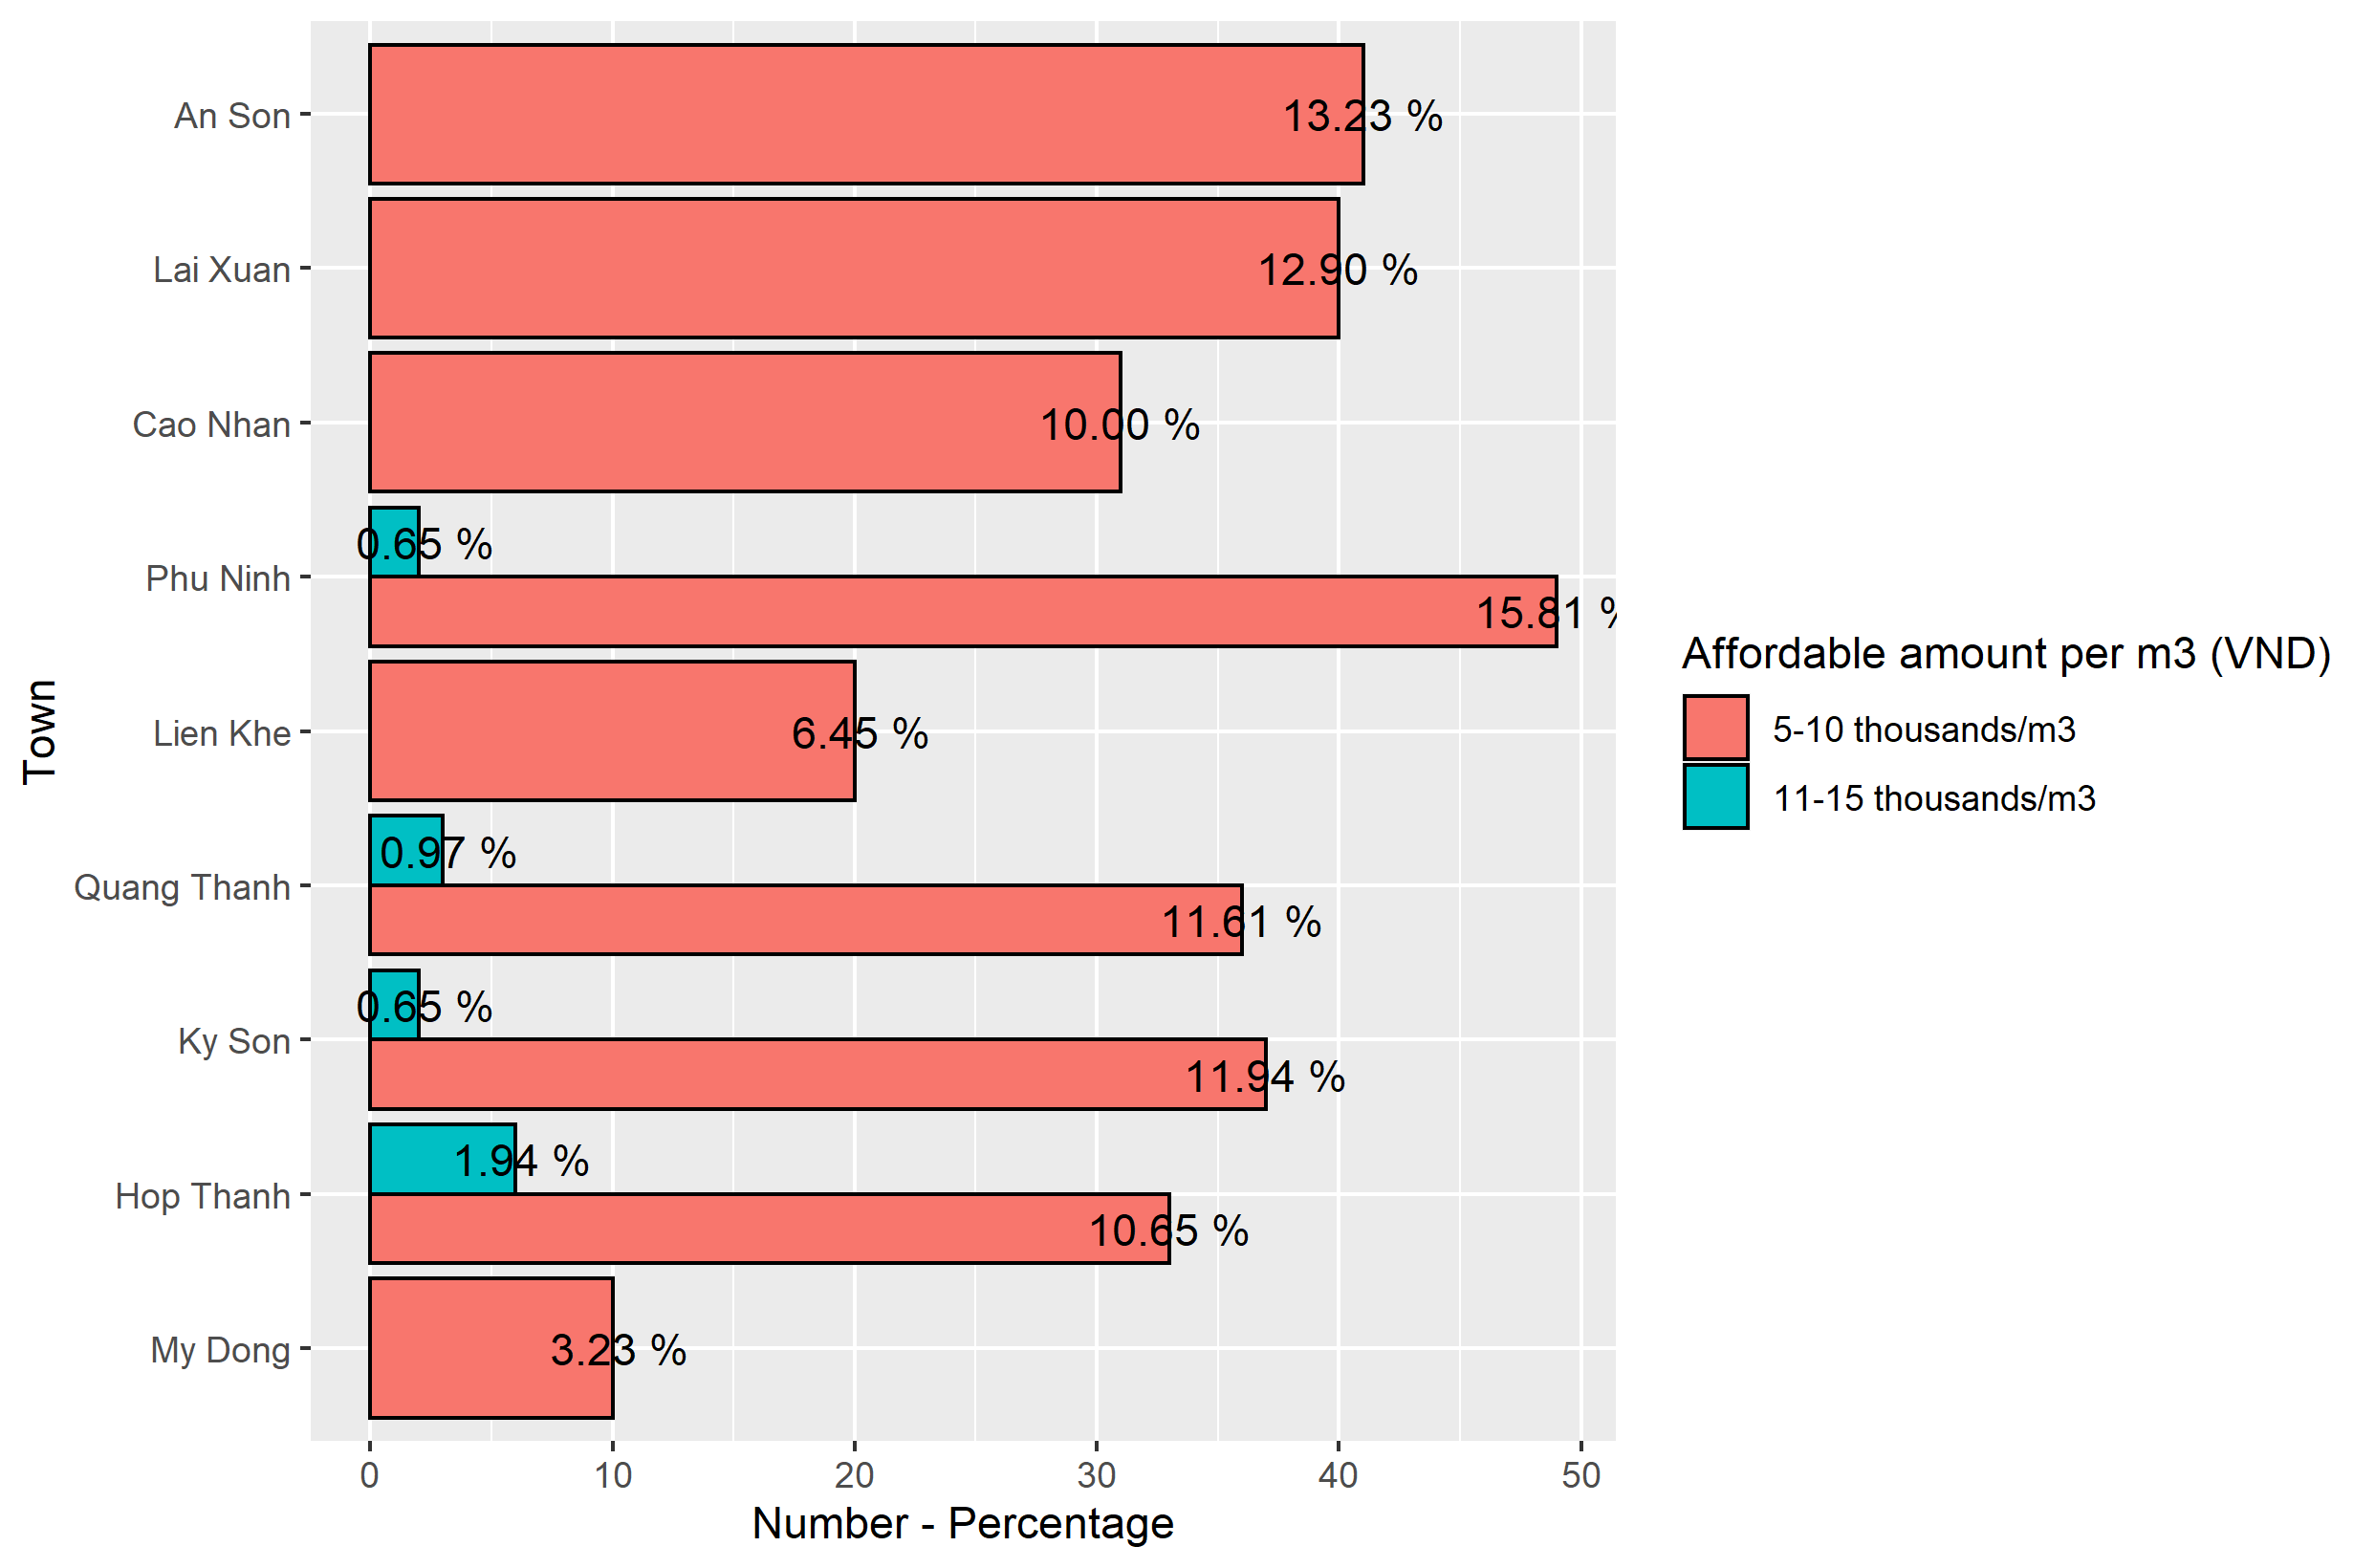 An Son
13.23 %
Lai Xuan
12.90 %
Cao Nhan
10.00 %
0.65 %
Phu Ninh
15.81 %
Lien Khe
6.45 %
0.97 %
Quang Thanh
11.61 %
0.65 %
Ky Son
11.94 %
1.94 %
Hop Thanh
10.65 %
My Dong
3.23 %
0 10 20 30 40 50
Number - Percentage
Town
Affordable amount per m3 (VND)
5-10 thousands/m3
11-15 thousands/m3